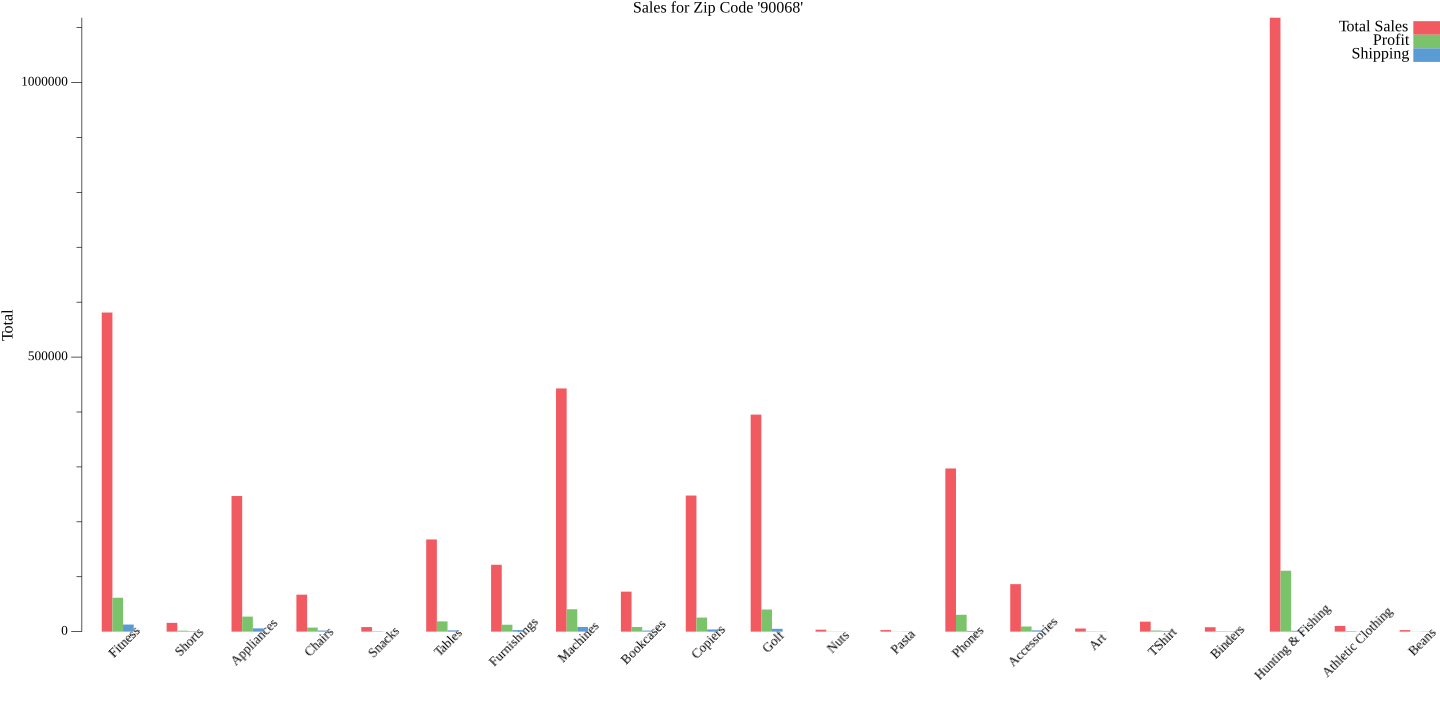 Sales for Zip Code '90068'
Total Sales
Profit
Shipping
1000000
500000
0
Total
Fitness
Shorts
Appliances
Chairs
Snacks
Tables
Furnishings
Machines
Bookcases
Copiers
Golf
Nuts
Pasta
Phones
Accessories
Art
TShirt
Binders
Hunting & Fishing
Athletic Clothing
Beans